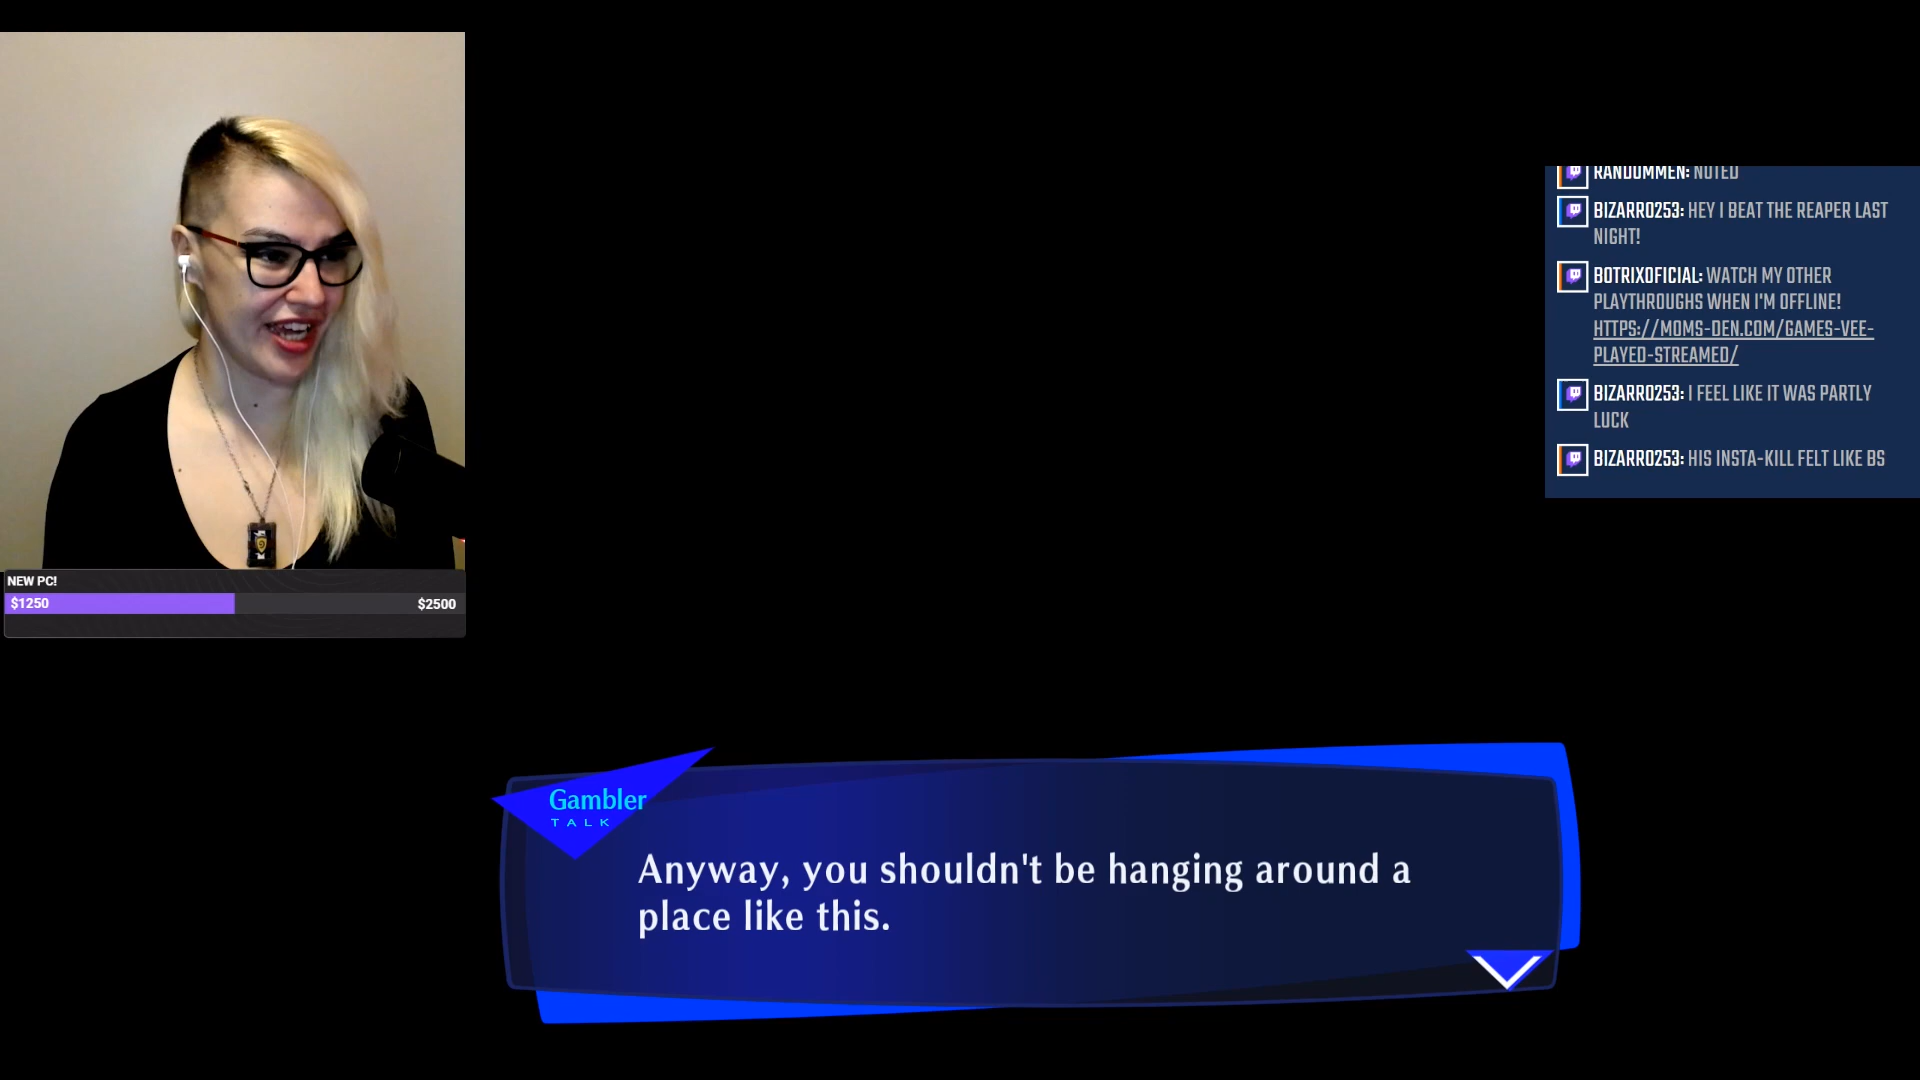 NEW PC!
$1250 $2500
RANDOMMEN: NOTED
BIZARRO253: HEY I BEAT THE REAPER LAST
NIGHT!
BOTRIXOFICIAL: WATCH MY OTHER
PLAYTHROUGHS WHEN I'M OFFLINE!
HTTPS://MOMS-DEN.COM/GAMES-VEE-
PLAYED-STREAMED/
BIZARRO253: I FEEL LIKE IT WAS PARTLY
LUCK
BIZARRO253: HIS INSTA-KILL FELT LIKE BS
Gambler
TALK
Anyway, you shouldn't be hanging around a
place like this.